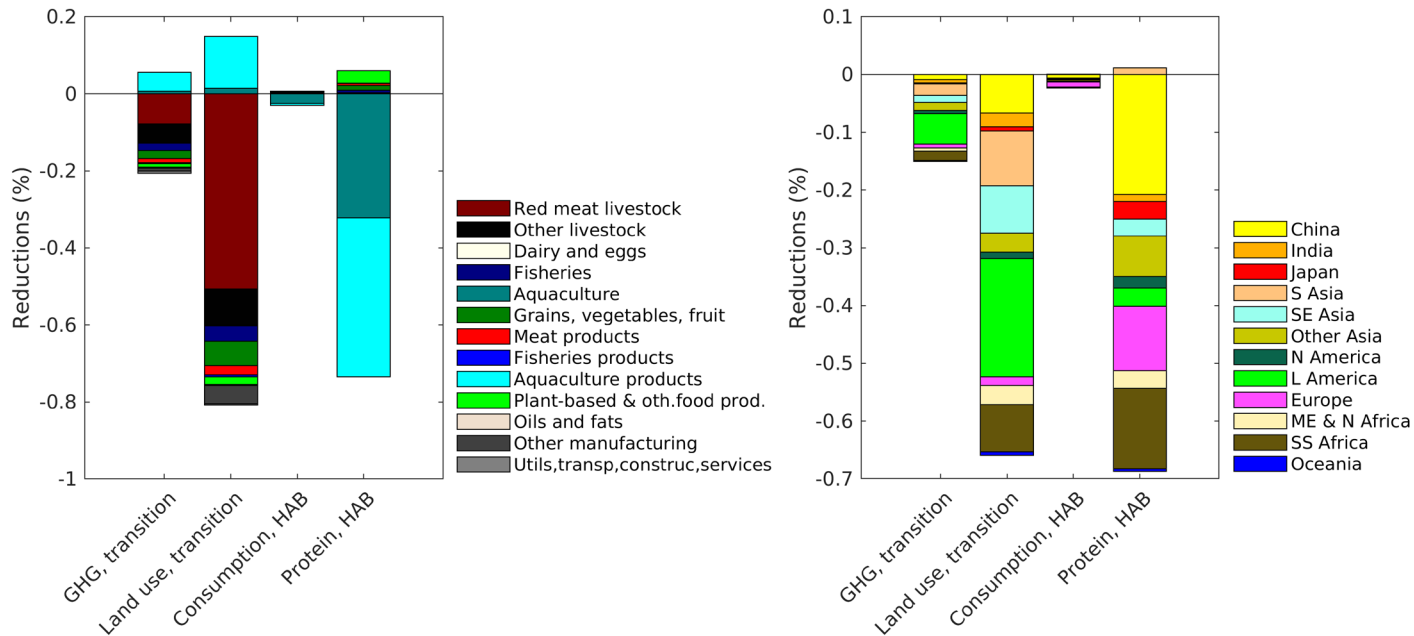 0.2
0
-0.2
-0.4
-0.6
-0.8
-1
Reductions (%)
GHG, transition
Land use, transition
Consumption, HAB
Protein, HAB
Red meat livestock
Other livestock
Dairy and eggs
Fisheries
Aquaculture
Grains, vegetables, fruit
Meat products
Fisheries products
Aquaculture products
Plant-based & oth.food prod.
Oils and fats
Other manufacturing
Utils,transp,construc,services
0.1
0
-0.1
-0.2
-0.3
-0.4
-0.5
-0.6
-0.7
Reductions (%)
GHG, transition
Land use, transition
Consumption, HAB
Protein, HAB
China
India
Japan
S Asia
SE Asia
Other Asia
N America
L America
Europe
ME & N Africa
SS Africa
Oceania